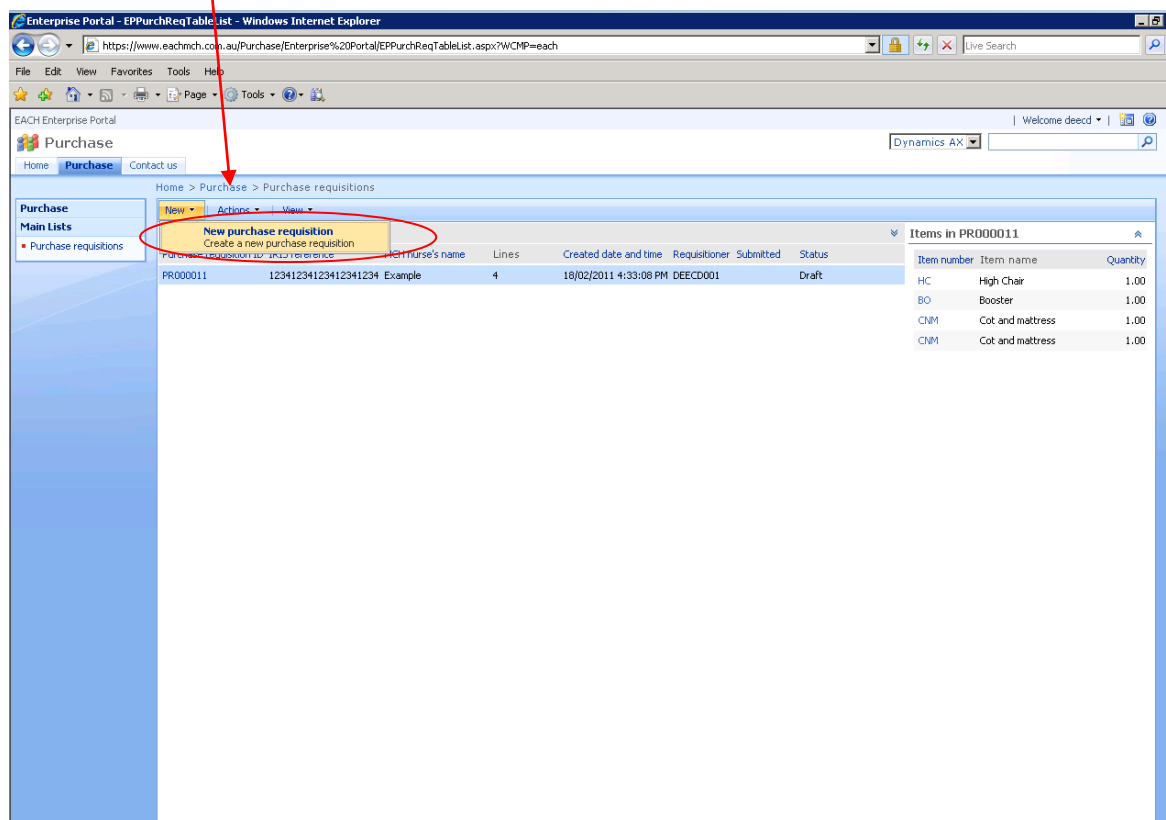 Enterprise Portal - EPPurchReqTableList - Windows Internet Explorer
https://www.eachmch.com.au/Purchase/Enterprise%20Portal/EPPurchReqTableList.aspx?WCMP=each
Live Search
File Edit View Favorites Tools Help
Page Tools
EACH Enterprise Portal
| Welcome deecd |
Purchase
Dynamics AX
Home Purchase Contact us
Home > Purchase > Purchase requisitions
Purchase
Main Lists
Purchase requisitions
New | Actions | View
New purchase requisition
Create a new purchase requisition
Purchase requisition ID IRIS reference MCH nurse's name Lines Created date and time Requisitioner Submitted Status
PR000011 12341234123412341234 Example 4 18/02/2011 4:33:08 PM DEECD001 Draft
Items in PR000011
Item number Item name Quantity
HC High Chair 1.00
BO Booster 1.00
CNM Cot and mattress 1.00
CNM Cot and mattress 1.00